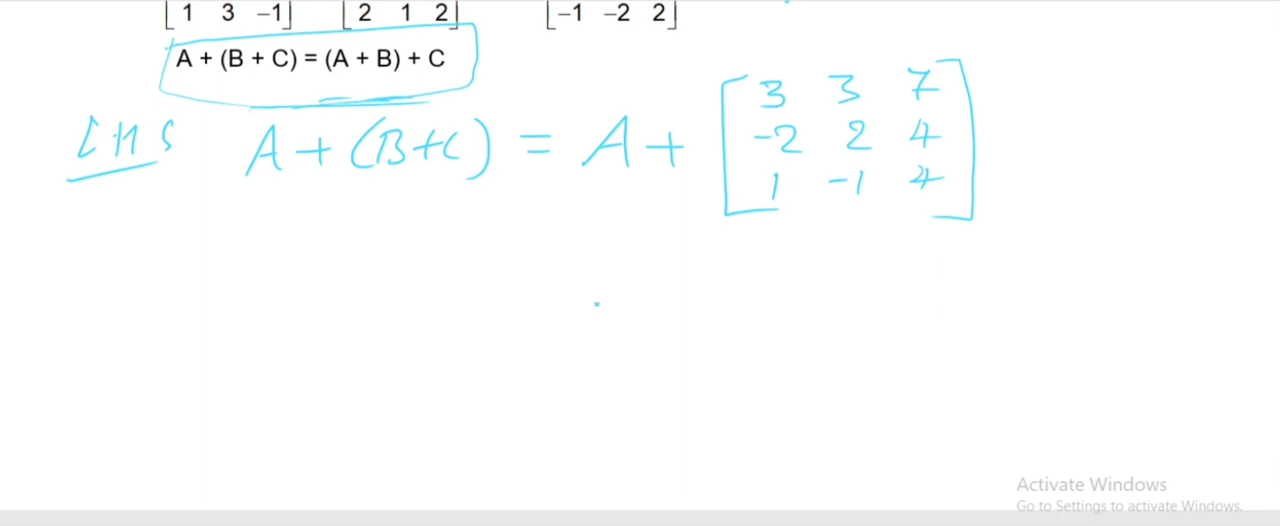 1 3 −1] [2 1 2] [−1 −2 2]
A + (B + C) = (A + B) + C
LHS A + (B+C) = A + [3 3 7
-2 2 4
1 -1 4]
Activate Windows
Go to Settings to activate Windows.